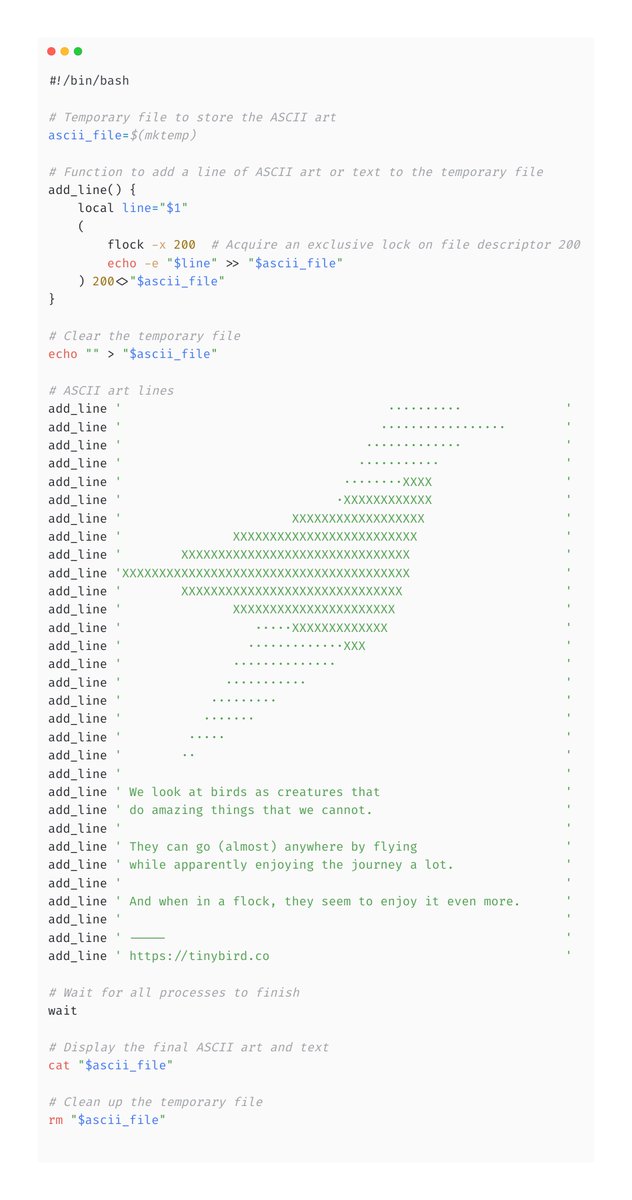 #!/bin/bash

# Temporary file to store the ASCII art
ascii_file=$(mktemp)

# Function to add a line of ASCII art or text to the temporary file
add_line() {
    local line="$1"
    (
        flock -x 200  # Acquire an exclusive lock on file descriptor 200
        echo -e "$line" >> "$ascii_file"
    ) 200<>"$ascii_file"
}

# Clear the temporary file
echo "" > "$ascii_file"

# ASCII art lines
add_line '                                    ··········              '
add_line '                                   ·················        '
add_line '                                 ·············              '
add_line '                                ···········                 '
add_line '                              ········XXXX                  '
add_line '                             ·XXXXXXXXXXXX                  '
add_line '                       XXXXXXXXXXXXXXXXXX                   '
add_line '               XXXXXXXXXXXXXXXXXXXXXXXXX                    '
add_line '        XXXXXXXXXXXXXXXXXXXXXXXXXXXXXXX                     '
add_line 'XXXXXXXXXXXXXXXXXXXXXXXXXXXXXXXXXXXXXXX                     '
add_line '        XXXXXXXXXXXXXXXXXXXXXXXXXXXXXX                      '
add_line '               XXXXXXXXXXXXXXXXXXXXXX                       '
add_line '                  ·····XXXXXXXXXXXXX                        '
add_line '                 ·············XXX                           '
add_line '               ··············                               '
add_line '              ···········                                   '
add_line '            ·········                                       '
add_line '           ·······                                          '
add_line '         ·····                                              '
add_line '        ··                                                  '
add_line '                                                            '
add_line ' We look at birds as creatures that                         '
add_line ' do amazing things that we cannot.                          '
add_line '                                                            '
add_line ' They can go (almost) anywhere by flying                    '
add_line ' while apparently enjoying the journey a lot.               '
add_line '                                                            '
add_line ' And when in a flock, they seem to enjoy it even more.      '
add_line '                                                            '
add_line ' -----                                                      '
add_line ' https://tinybird.co                                        '

# Wait for all processes to finish
wait

# Display the final ASCII art and text
cat "$ascii_file"

# Clean up the temporary file
rm "$ascii_file"